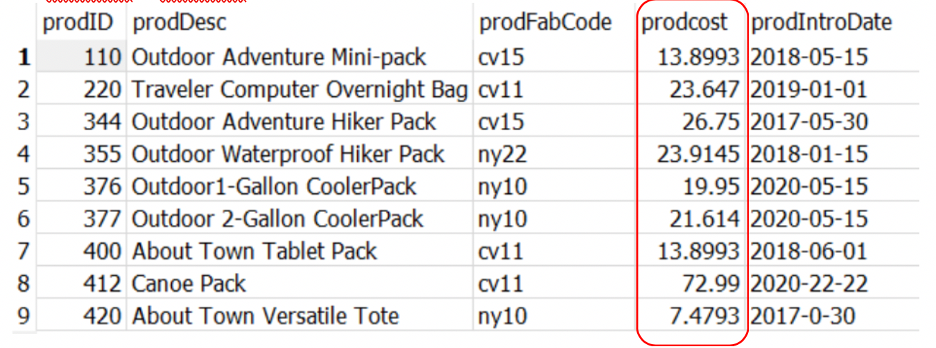 prodID prodDesc prodFabCode prodcost prodIntroDate
1 110 Outdoor Adventure Mini-pack cv15 13.8993 2018-05-15
2 220 Traveler Computer Overnight Bag cv11 23.647 2019-01-01
3 344 Outdoor Adventure Hiker Pack cv15 26.75 2017-05-30
4 355 Outdoor Waterproof Hiker Pack ny22 23.9145 2018-01-15
5 376 Outdoor1-Gallon CoolerPack ny10 19.95 2020-05-15
6 377 Outdoor 2-Gallon CoolerPack ny10 21.614 2020-05-15
7 400 About Town Tablet Pack cv11 13.8993 2018-06-01
8 412 Canoe Pack cv11 72.99 2020-22-22
9 420 About Town Versatile Tote ny10 7.4793 2017-0-30